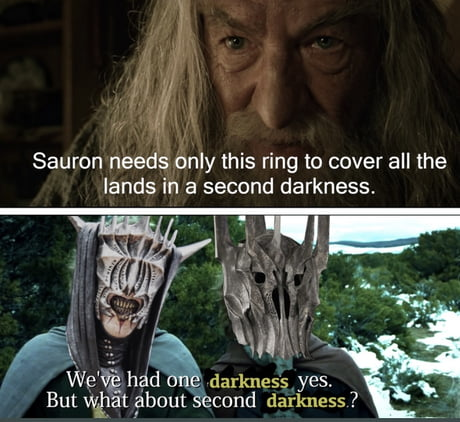 Sauron needs only this ring to cover all the
lands in a second darkness.
We've had one darkness yes.
But what about second darkness.?